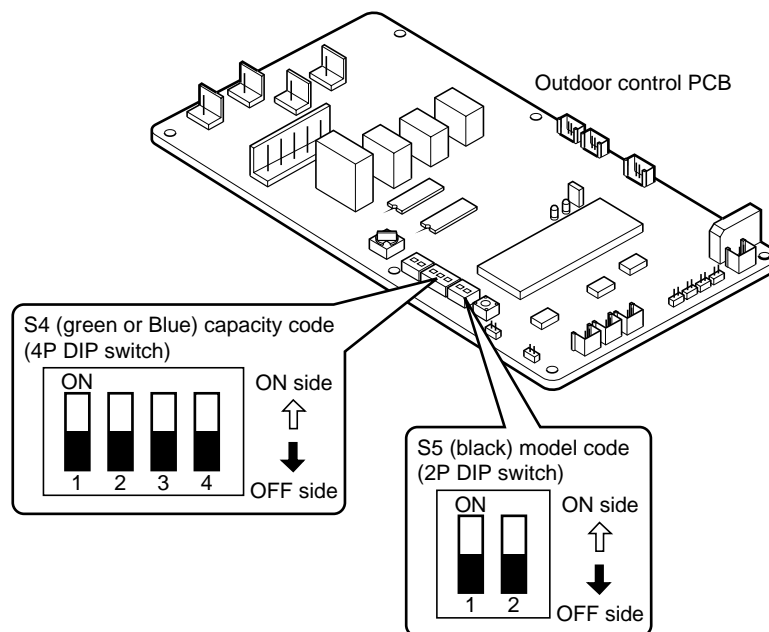 Outdoor control PCB
S4 (green or Blue) capacity code
(4P DIP switch)
ON
ON side
1 2 3 4
OFF side
S5 (black) model code
(2P DIP switch)
ON
ON side
1 2
OFF side